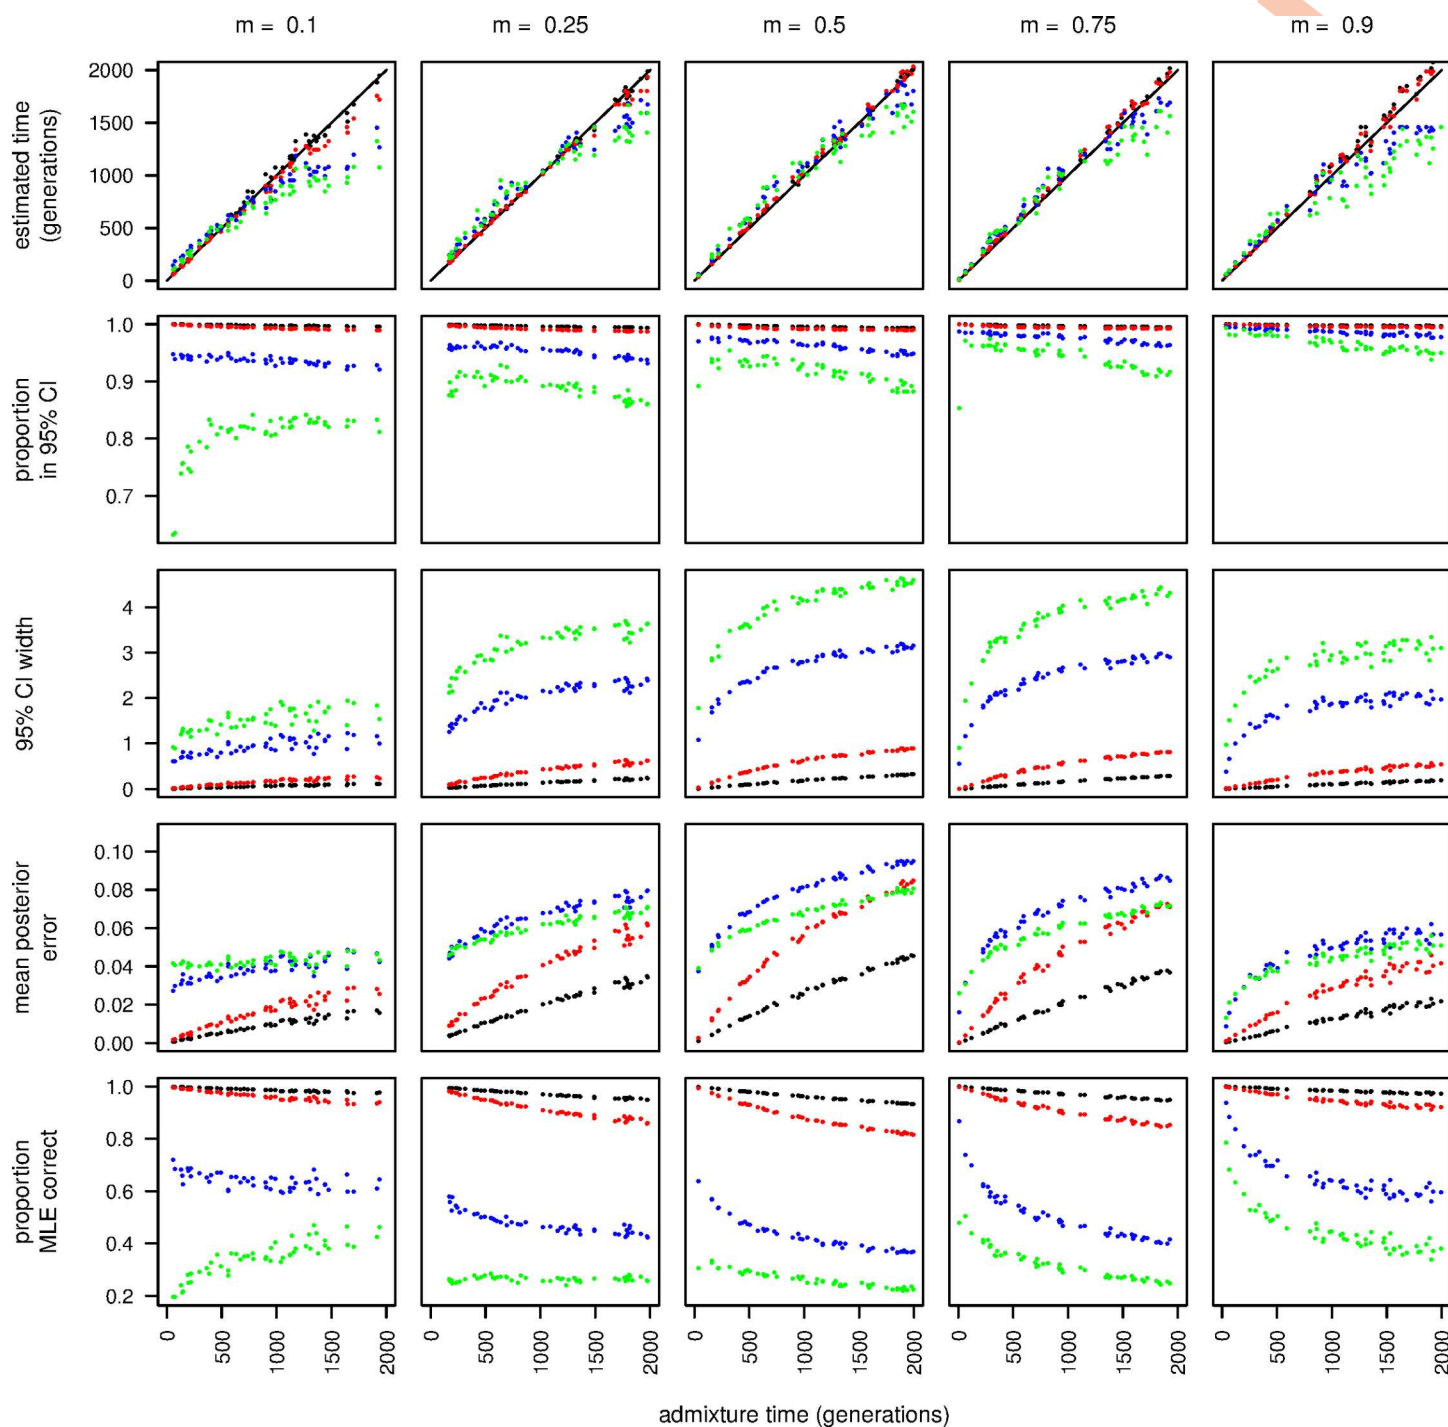 m = 0.1 m = 0.25 m = 0.5 m = 0.75 m = 0.9
estimated time
(generations)
2000
1500
1000
500
0
proportion
in 95% CI
1.0
0.9
0.8
0.7
95% CI width
4
3
2
1
0
mean posterior
error
0.10
0.08
0.06
0.04
0.02
0.00
proportion
MLE correct
1.0
0.8
0.6
0.4
0.2
0 500 1000 1500 2000 0 500 1000 1500 2000 0 500 1000 1500 2000 0 500 1000 1500 2000 0 500 1000 1500 2000
admixture time (generations)